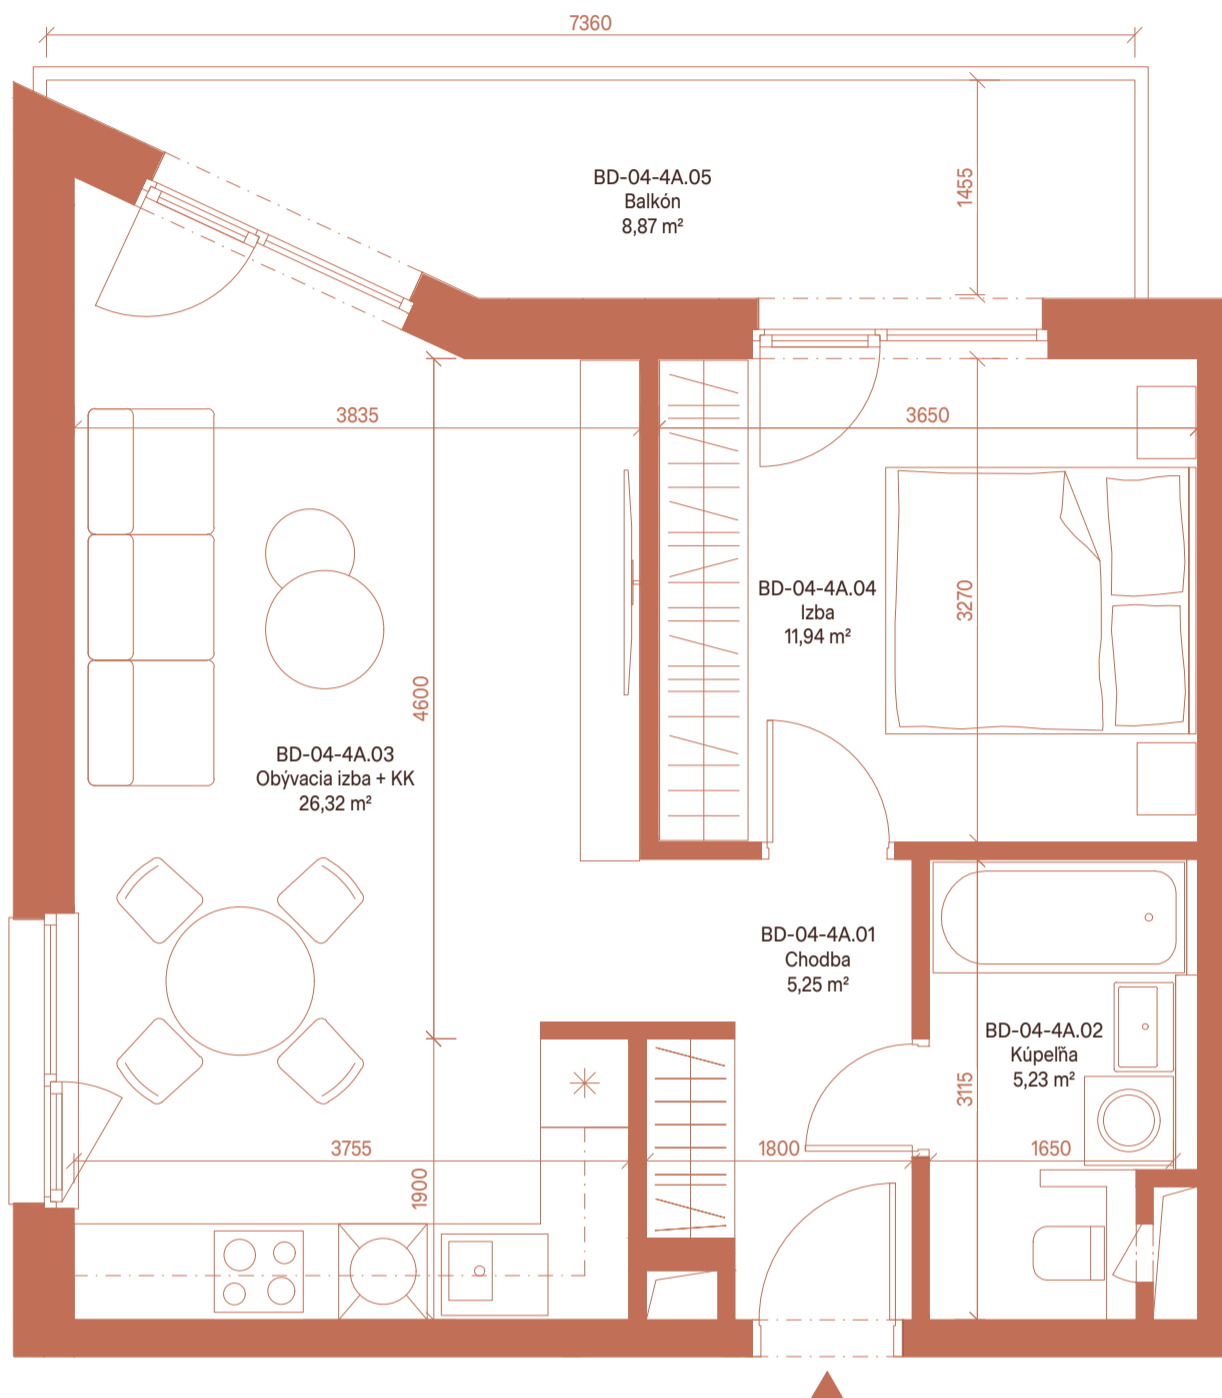 7360
BD-04-4A.05
Balkón
8,87 m²
1455
3835
3650
BD-04-4A.04
Izba
11,94 m²
3270
4600
BD-04-4A.03
Obývacia izba + KK
26,32 m²
BD-04-4A.01
Chodba
5,25 m²
BD-04-4A.02
Kúpeľňa
5,23 m²
3115
3755
1800
1650
1900